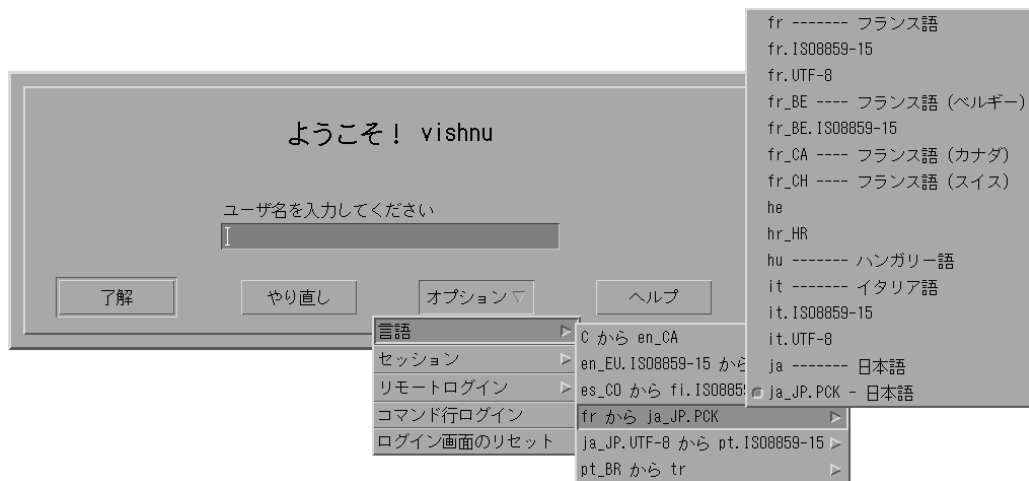 ようこそ! vishnu
ユーザ名を入力してください
了解
やり直し
オプション
ヘルプ
言語
セッション
リモートログイン
コマンド行ログイン
ログイン画面のリセット
C から en_CA
en_EU.ISO8859-15 から
es_CO から fi.ISO8859
fr から ja_JP.PCK
ja_JP.UTF-8 から pt.ISO8859-15
pt_BR から tr
fr ------- フランス語
fr.ISO8859-15
fr.UTF-8
fr_BE ---- フランス語 (ベルギー)
fr_BE.ISO8859-15
fr_CA ---- フランス語 (カナダ)
fr_CH ---- フランス語 (スイス)
he
hr_HR
hu ------- ハンガリー語
it ------- イタリア語
it.ISO8859-15
it.UTF-8
ja ------- 日本語
ja_JP.PCK - 日本語